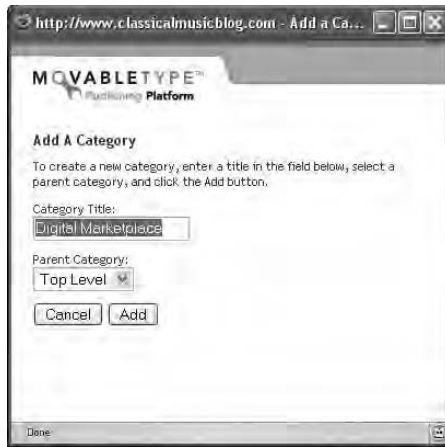 http://www.classicalmusicblog.com - Add a Ca...
MOVABLETYPE™
Publishing Platform
Add A Category
To create a new category, enter a title in the field below, select a
parent category, and click the Add button.
Category Title:
Digital Marketplace
Parent Category:
Top Level
Cancel Add
Done